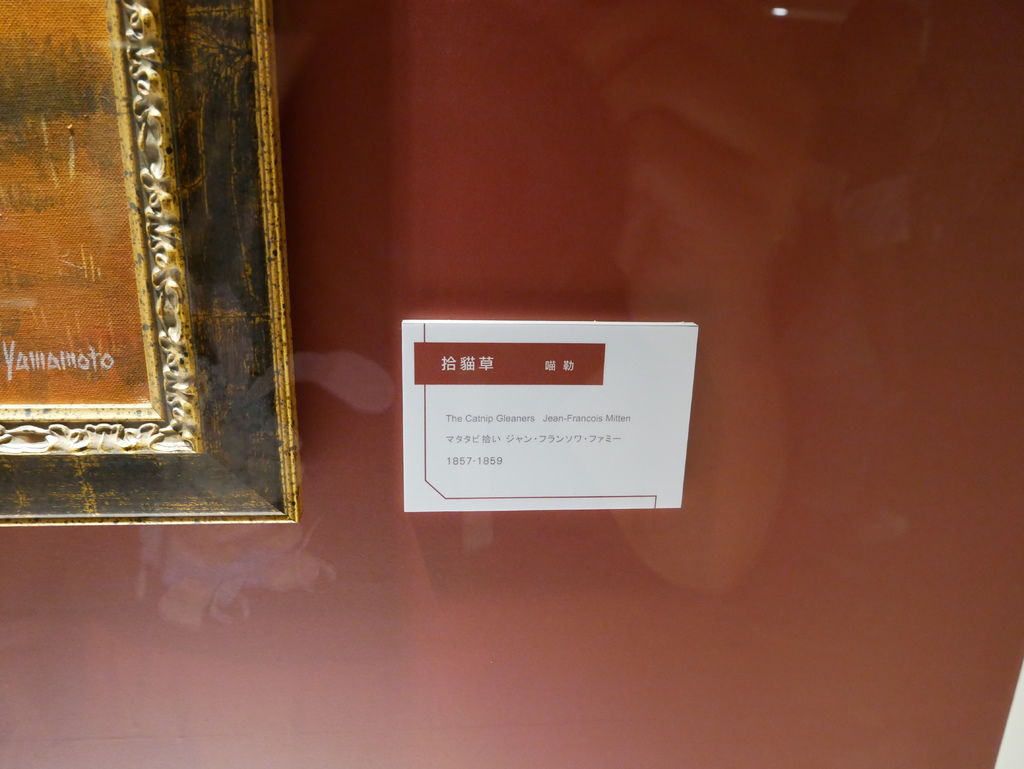 Yamamoto
拾貓草 喵勒
The Catnip Gleaners Jean-Francois Mitten
マタタビ拾い ジャン・フランソワ・ファミー
1857-1859